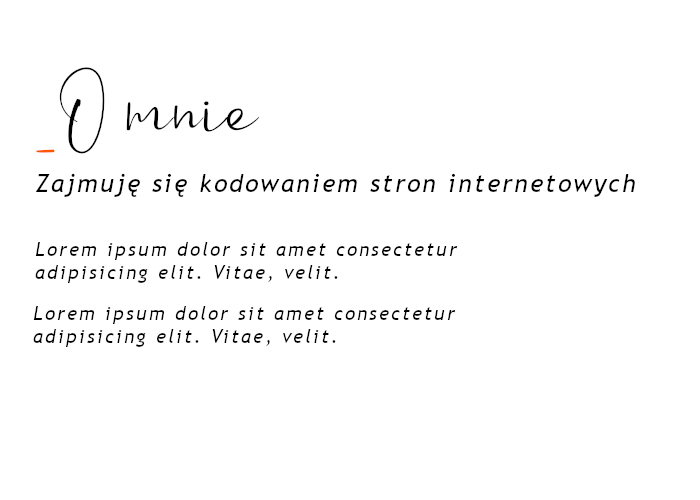 _O mnie
Zajmuję się kodowaniem stron internetowych
Lorem ipsum dolor sit amet consectetur
adipisicing elit. Vitae, velit.
Lorem ipsum dolor sit amet consectetur
adipisicing elit. Vitae, velit.